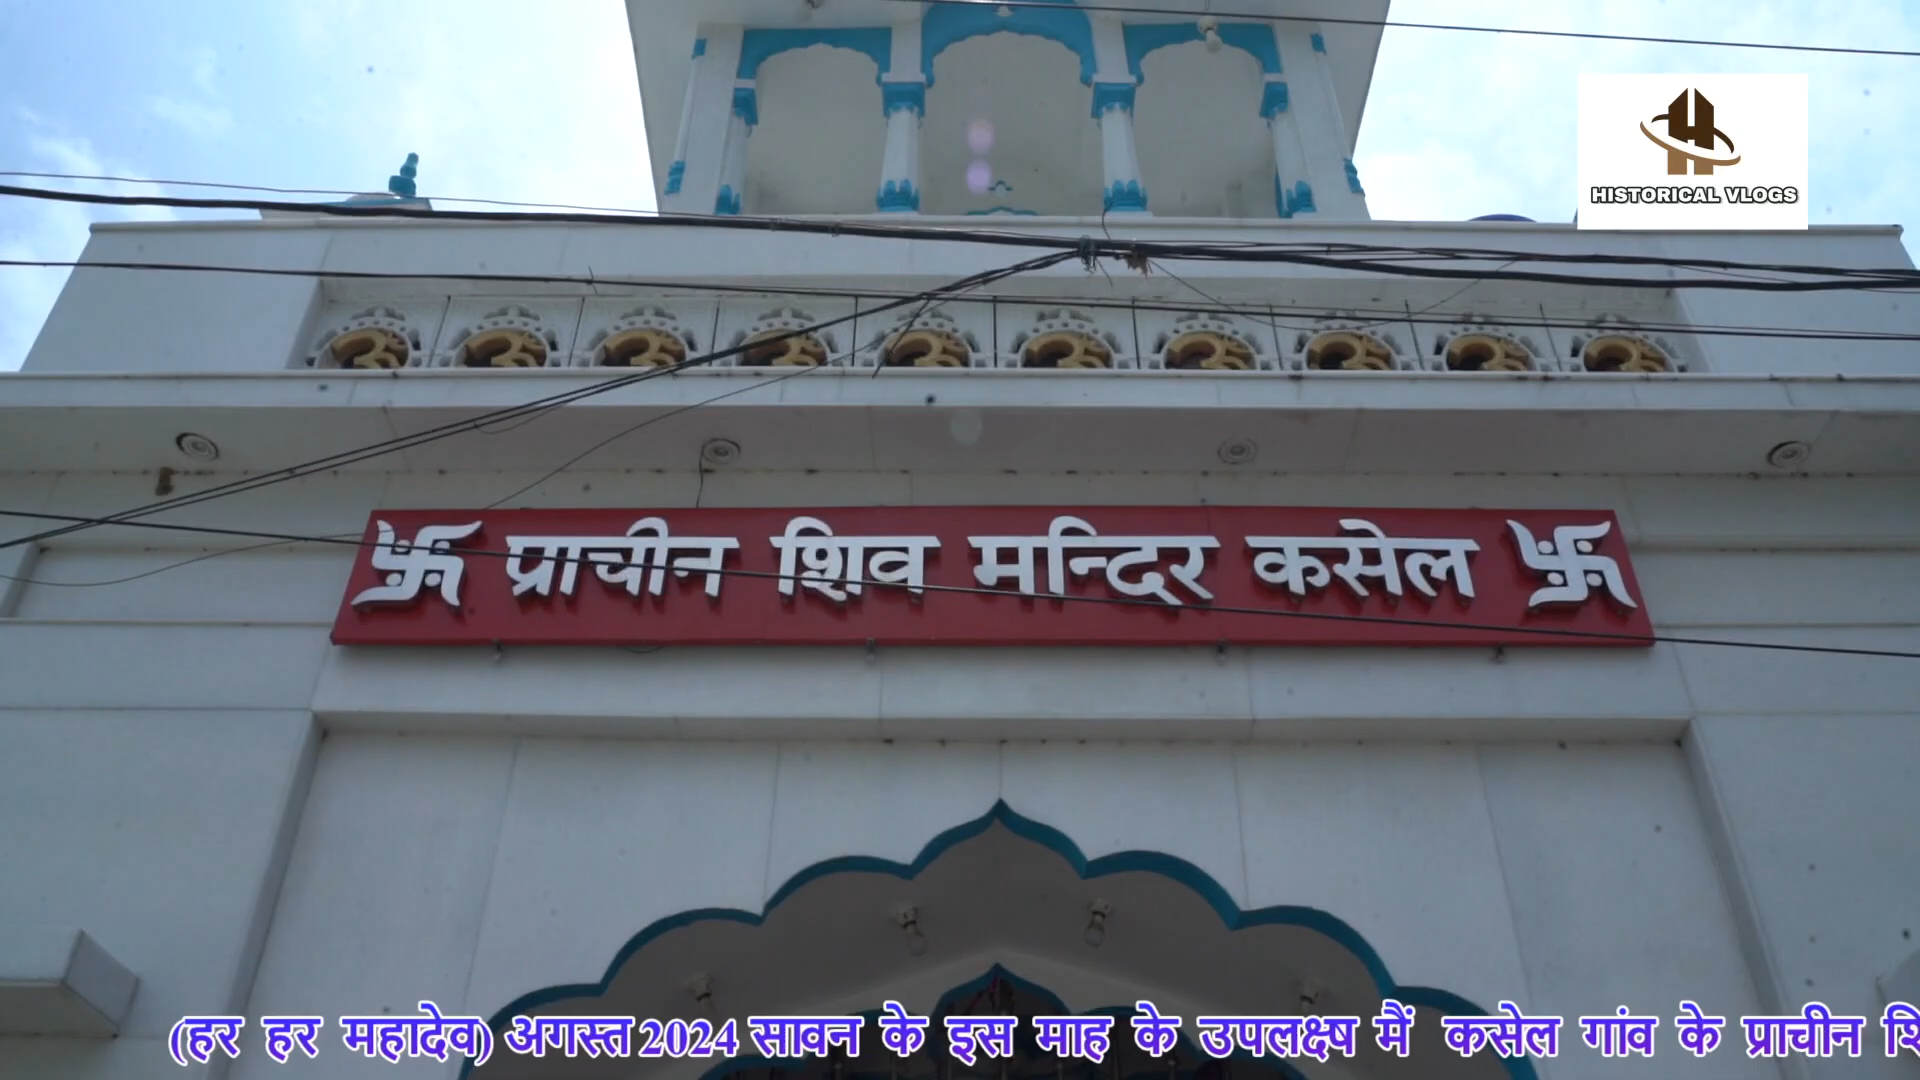 HISTORICAL VLOGS
प्राचीन शिव मन्दिर कसेल
(हर हर महादेव) अगस्त 2024 सावन के इस माह के उपलक्ष्य मैं कसेल गांव के प्राचीन